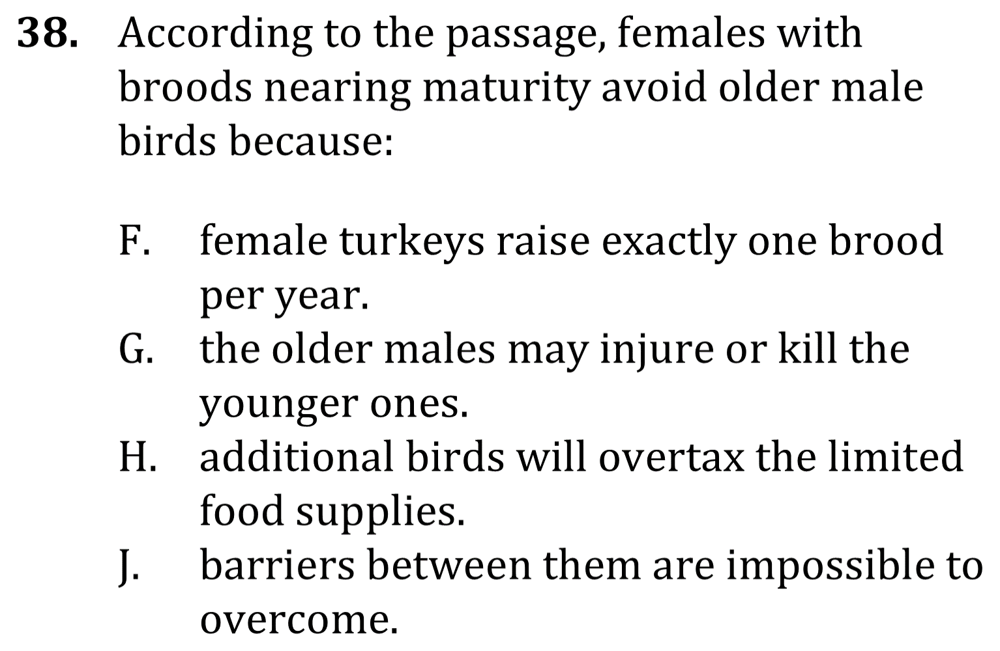 38. According to the passage, females with
broods nearing maturity avoid older male
birds because:
F. female turkeys raise exactly one brood
per year.
G. the older males may injure or kill the
younger ones.
H. additional birds will overtax the limited
food supplies.
J. barriers between them are impossible to
overcome.